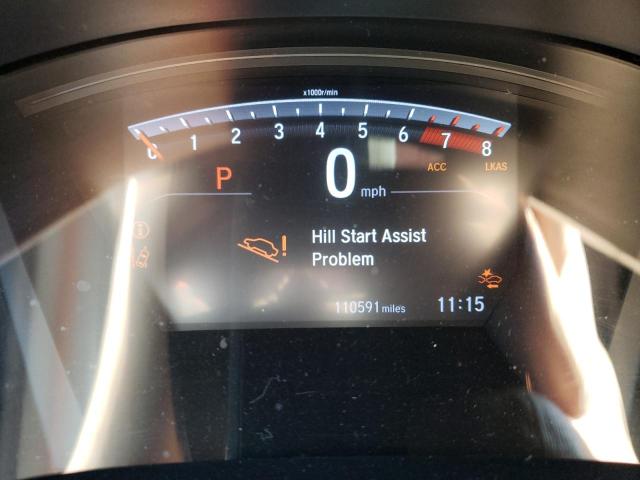 x1000r/min
0 1 2 3 4 5 6 7 8
ACC LKAS
P 0 mph
! Hill Start Assist
Problem
110591 miles 11:15